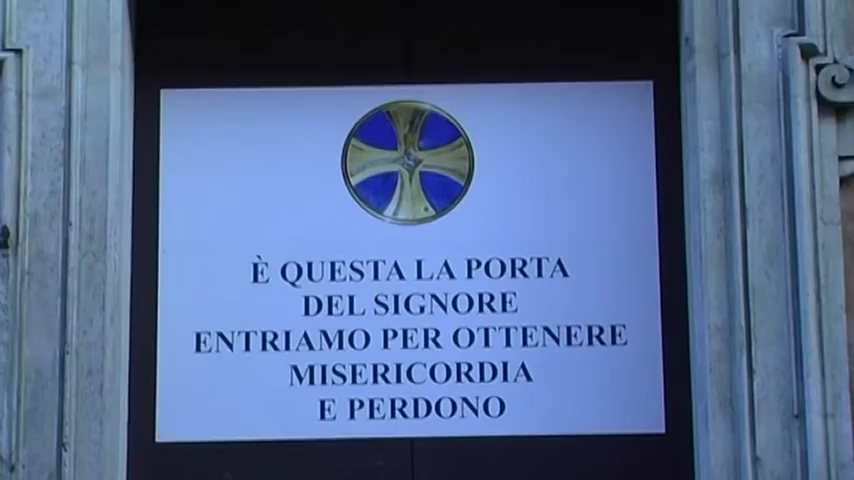 È QUESTA LA PORTA
DEL SIGNORE
ENTRIAMO PER OTTENERE
MISERICORDIA
E PERDONO